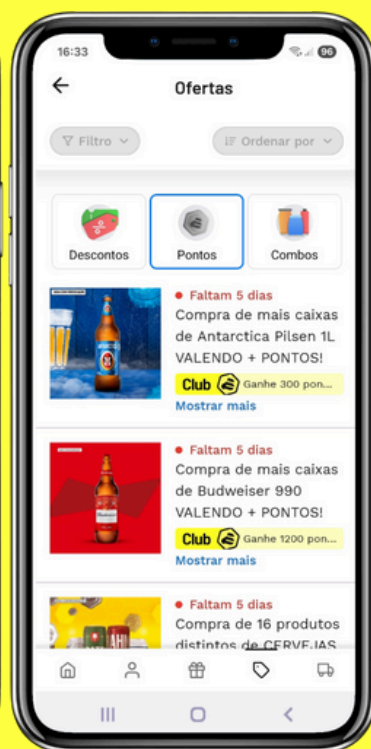 16:33
96
Ofertas
Filtro
Ordenar por
Descontos
Pontos
Combos
Faltam 5 dias
Compra de mais caixas
de Antarctica Pilsen 1L
VALENDO + PONTOS!
Club Ganhe 300 pon...
Mostrar mais
Faltam 5 dias
Compra de mais caixas
de Budweiser 990
VALENDO + PONTOS!
Club Ganhe 1200 pon...
Mostrar mais
Faltam 5 dias
Compra de 16 produtos
distintos de CERVEJAS